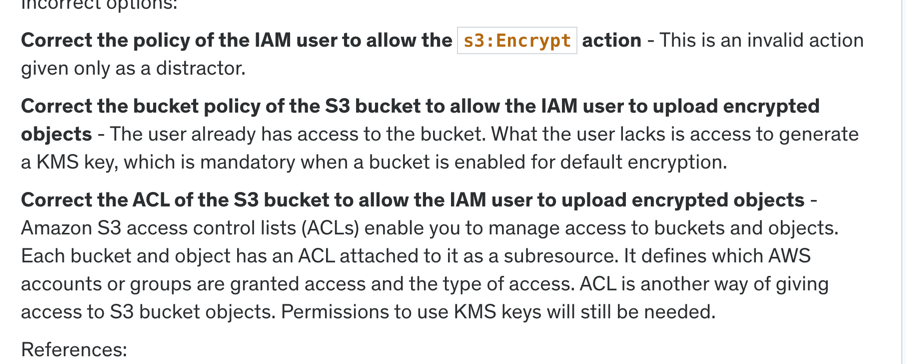 Incorrect options:
Correct the policy of the IAM user to allow the s3:Encrypt action - This is an invalid action
given only as a distractor.
Correct the bucket policy of the S3 bucket to allow the IAM user to upload encrypted
objects - The user already has access to the bucket. What the user lacks is access to generate
a KMS key, which is mandatory when a bucket is enabled for default encryption.
Correct the ACL of the S3 bucket to allow the IAM user to upload encrypted objects -
Amazon S3 access control lists (ACLs) enable you to manage access to buckets and objects.
Each bucket and object has an ACL attached to it as a subresource. It defines which AWS
accounts or groups are granted access and the type of access. ACL is another way of giving
access to S3 bucket objects. Permissions to use KMS keys will still be needed.
References: